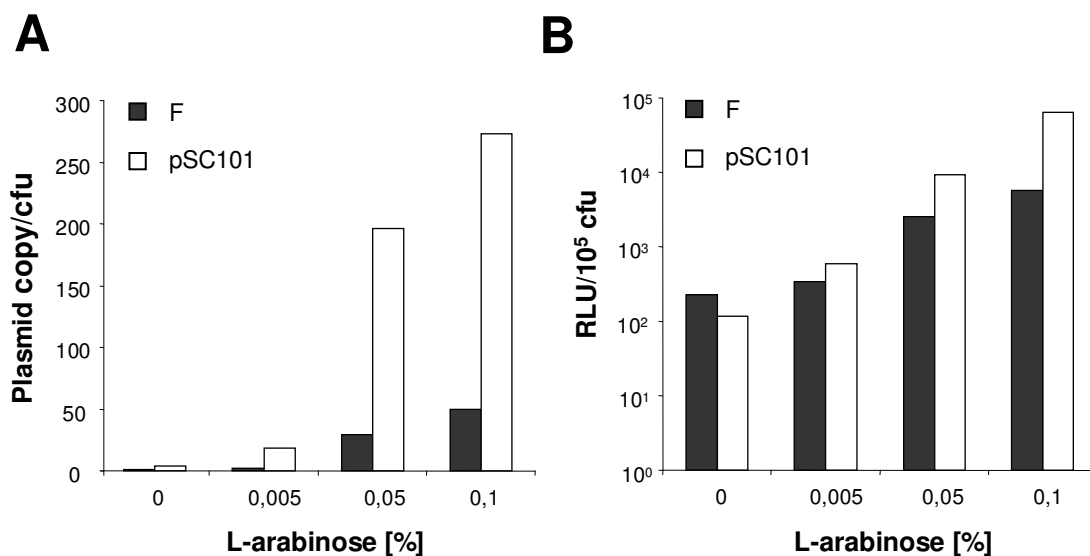 A
Plasmid copy/cfu
300
250
200
150
100
50
0
F
pSC101
0
0,005
0,05
0,1
L-arabinose [%]
B
RLU/10⁵ cfu
10⁵
10⁴
10³
10²
10¹
10⁰
F
pSC101
0
0,005
0,05
0,1
L-arabinose [%]